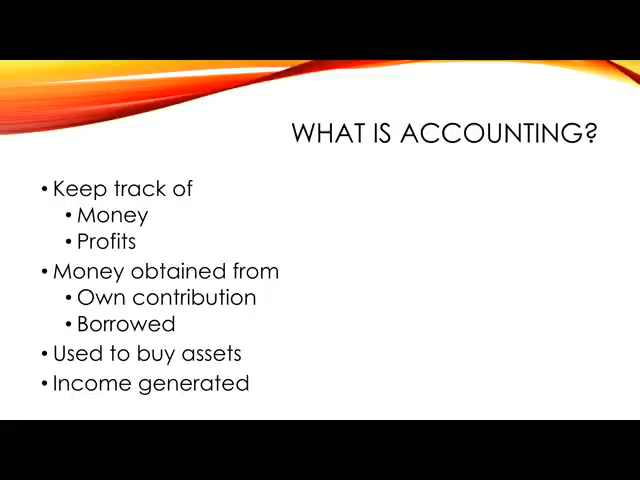 WHAT IS ACCOUNTING?
• Keep track of
• Money
• Profits
• Money obtained from
• Own contribution
• Borrowed
• Used to buy assets
• Income generated